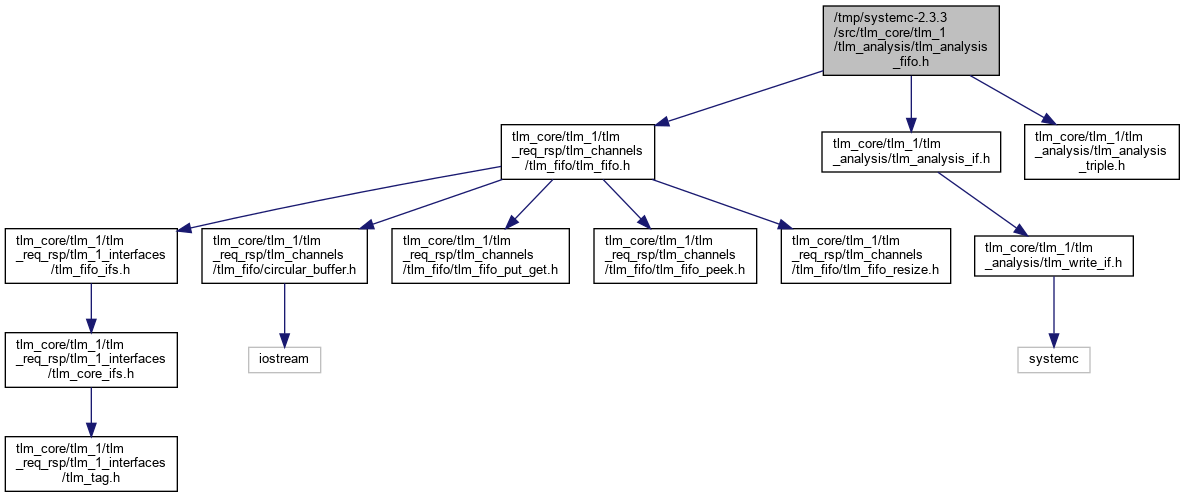 /tmp/systemc-2.3.3
/src/tlm_core/tlm_1
/tlm_analysis/tlm_analysis
_fifo.h
tlm_core/tlm_1/tlm
_req_rsp/tlm_channels
/tlm_fifo/tlm_fifo.h
tlm_core/tlm_1/tlm
_analysis/tlm_analysis_if.h
tlm_core/tlm_1/tlm
_analysis/tlm_analysis
_triple.h
tlm_core/tlm_1/tlm
_req_rsp/tlm_1_interfaces
/tlm_fifo_ifs.h
tlm_core/tlm_1/tlm
_req_rsp/tlm_channels
/tlm_fifo/circular_buffer.h
tlm_core/tlm_1/tlm
_req_rsp/tlm_channels
/tlm_fifo/tlm_fifo_put_get.h
tlm_core/tlm_1/tlm
_req_rsp/tlm_channels
/tlm_fifo/tlm_fifo_peek.h
tlm_core/tlm_1/tlm
_req_rsp/tlm_channels
/tlm_fifo/tlm_fifo_resize.h
tlm_core/tlm_1/tlm
_analysis/tlm_write_if.h
tlm_core/tlm_1/tlm
_req_rsp/tlm_1_interfaces
/tlm_core_ifs.h
iostream
systemc
tlm_core/tlm_1/tlm
_req_rsp/tlm_1_interfaces
/tlm_tag.h